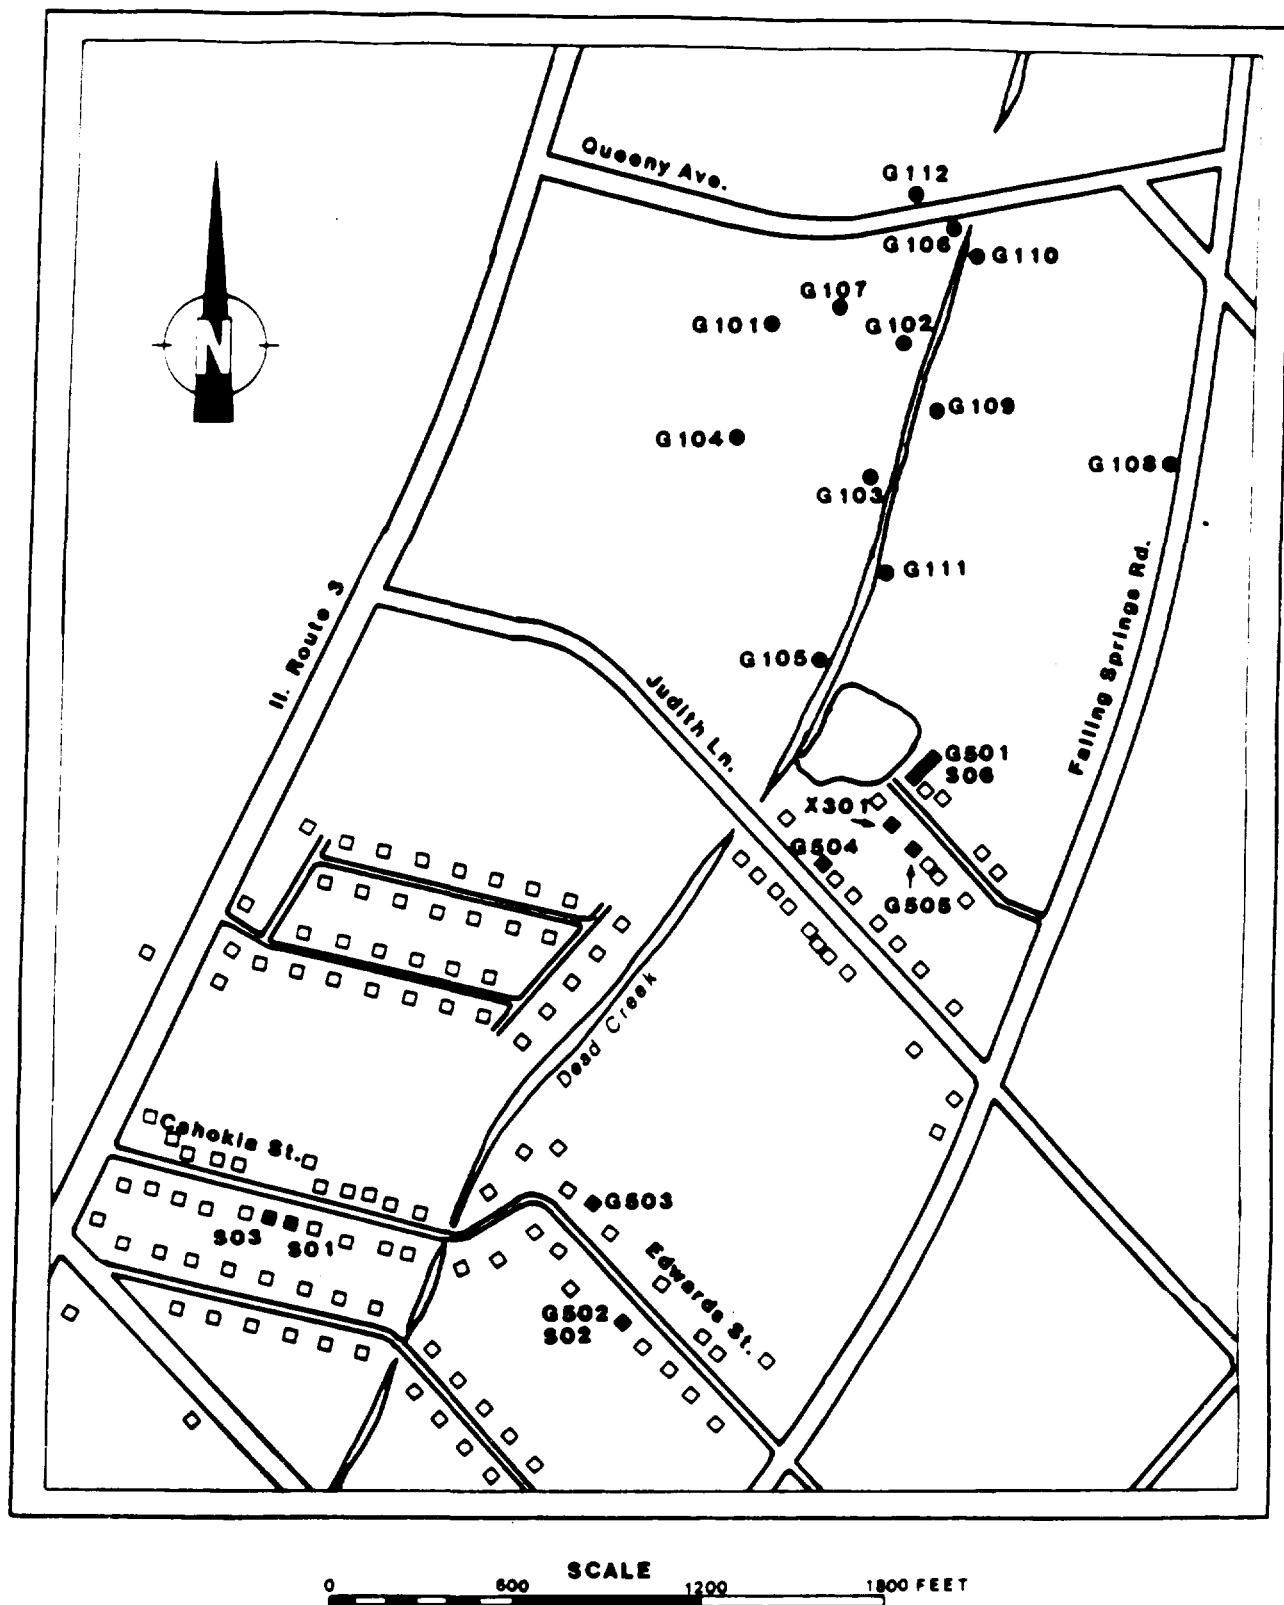 Queeny Ave.
G112
G106
G110
G107
G101
G102
N
G109
G104
G108
G103
G111
Il. Route 3
Falling Springs Rd.
G105
Judith Ln.
G501
S06
X301
G504
G505
Dead Creek
Cahokia St.
G503
S03
S01
Edwards St.
G502
S02
SCALE
0 600 1200 1800 FEET